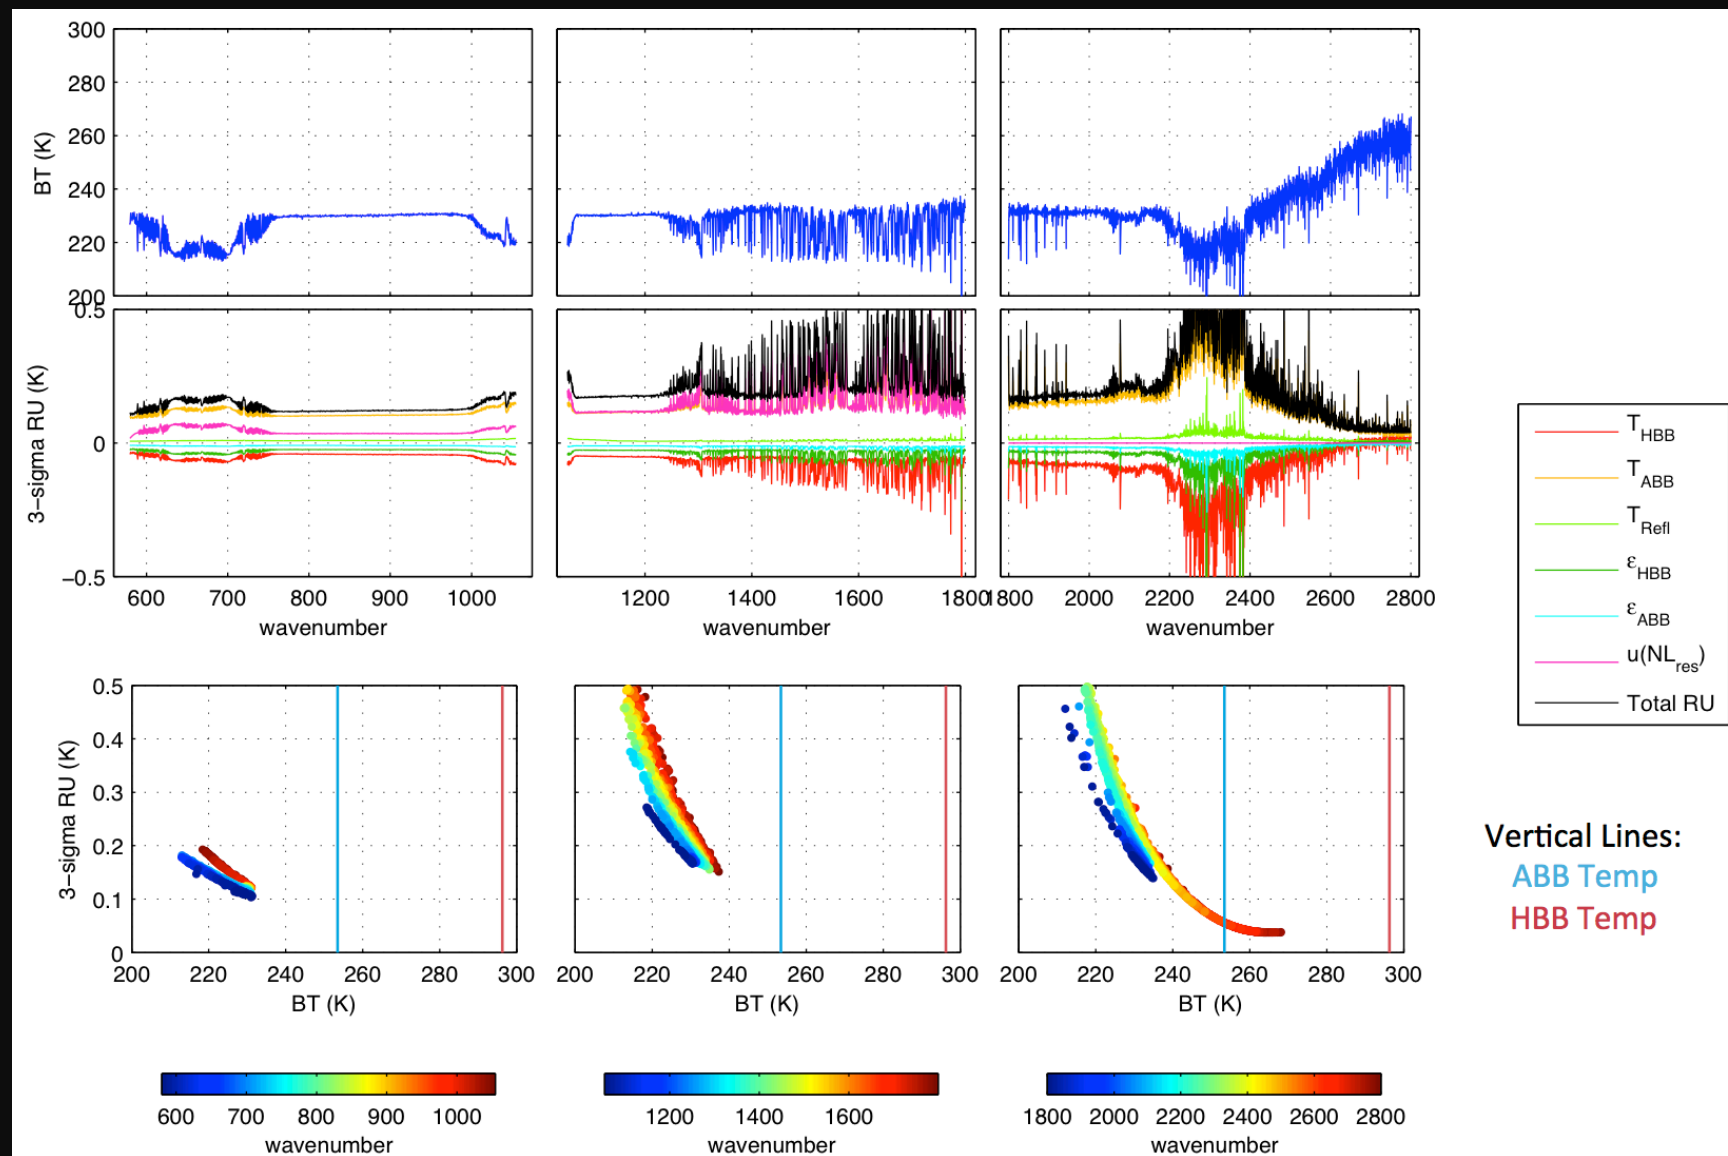 300
280
260
240
220
200
BT (K)
0.5
0
−0.5
3−sigma RU (K)
600 700 800 900 1000
wavenumber
1200 1400 1600 1800
wavenumber
1800 2000 2200 2400 2600 2800
wavenumber
T_HBB
T_ABB
T_Refl
ε_HBB
ε_ABB
u(NL_res)
Total RU
0.5
0.4
0.3
0.2
0.1
0
3−sigma RU (K)
200 220 240 260 280 300
BT (K)
200 220 240 260 280 300
BT (K)
200 220 240 260 280 300
BT (K)
Vertical Lines:
ABB Temp
HBB Temp
600 700 800 900 1000
wavenumber
1200 1400 1600
wavenumber
1800 2000 2200 2400 2600 2800
wavenumber